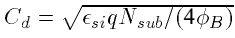 C_d = \sqrt{\epsilon_{si} q N_{sub} / (4\phi_B)}